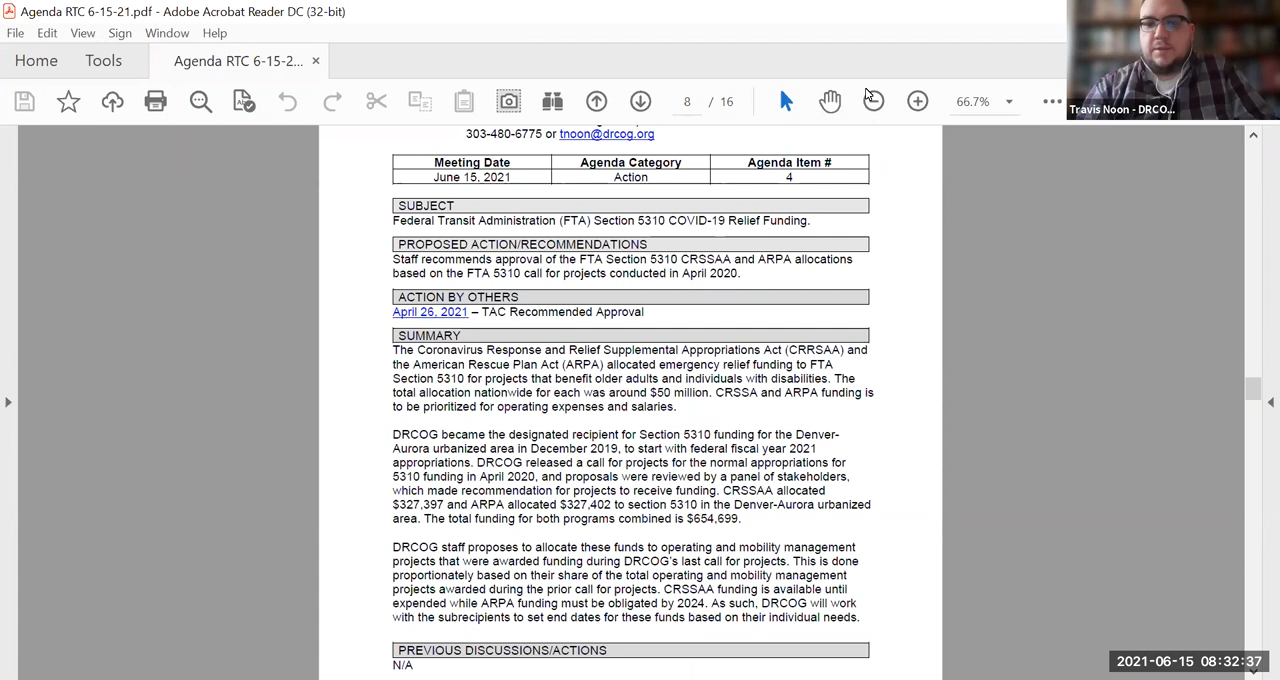 Agenda RTC 6-15-21.pdf - Adobe Acrobat Reader DC (32-bit)
File Edit View Sign Window Help
Home Tools Agenda RTC 6-15-2... ×
8 / 16 66.7%
Travis Noon - DRCO...
303-480-6775 or tnoon@drcog.org
Meeting Date Agenda Category Agenda Item #
June 15, 2021 Action 4
SUBJECT
Federal Transit Administration (FTA) Section 5310 COVID-19 Relief Funding.
PROPOSED ACTION/RECOMMENDATIONS
Staff recommends approval of the FTA Section 5310 CRSSAA and ARPA allocations
based on the FTA 5310 call for projects conducted in April 2020.
ACTION BY OTHERS
April 26, 2021 – TAC Recommended Approval
SUMMARY
The Coronavirus Response and Relief Supplemental Appropriations Act (CRRSAA) and
the American Rescue Plan Act (ARPA) allocated emergency relief funding to FTA
Section 5310 for projects that benefit older adults and individuals with disabilities. The
total allocation nationwide for each was around $50 million. CRSSA and ARPA funding is
to be prioritized for operating expenses and salaries.
DRCOG became the designated recipient for Section 5310 funding for the Denver-
Aurora urbanized area in December 2019, to start with federal fiscal year 2021
appropriations. DRCOG released a call for projects for the normal appropriations for
5310 funding in April 2020, and proposals were reviewed by a panel of stakeholders,
which made recommendation for projects to receive funding. CRSSAA allocated
$327,397 and ARPA allocated $327,402 to section 5310 in the Denver-Aurora urbanized
area. The total funding for both programs combined is $654,699.
DRCOG staff proposes to allocate these funds to operating and mobility management
projects that were awarded funding during DRCOG's last call for projects. This is done
proportionately based on their share of the total operating and mobility management
projects awarded during the prior call for projects. CRSSAA funding is available until
expended while ARPA funding must be obligated by 2024. As such, DRCOG will work
with the subrecipients to set end dates for these funds based on their individual needs.
PREVIOUS DISCUSSIONS/ACTIONS
N/A
2021-06-15 08:32:37